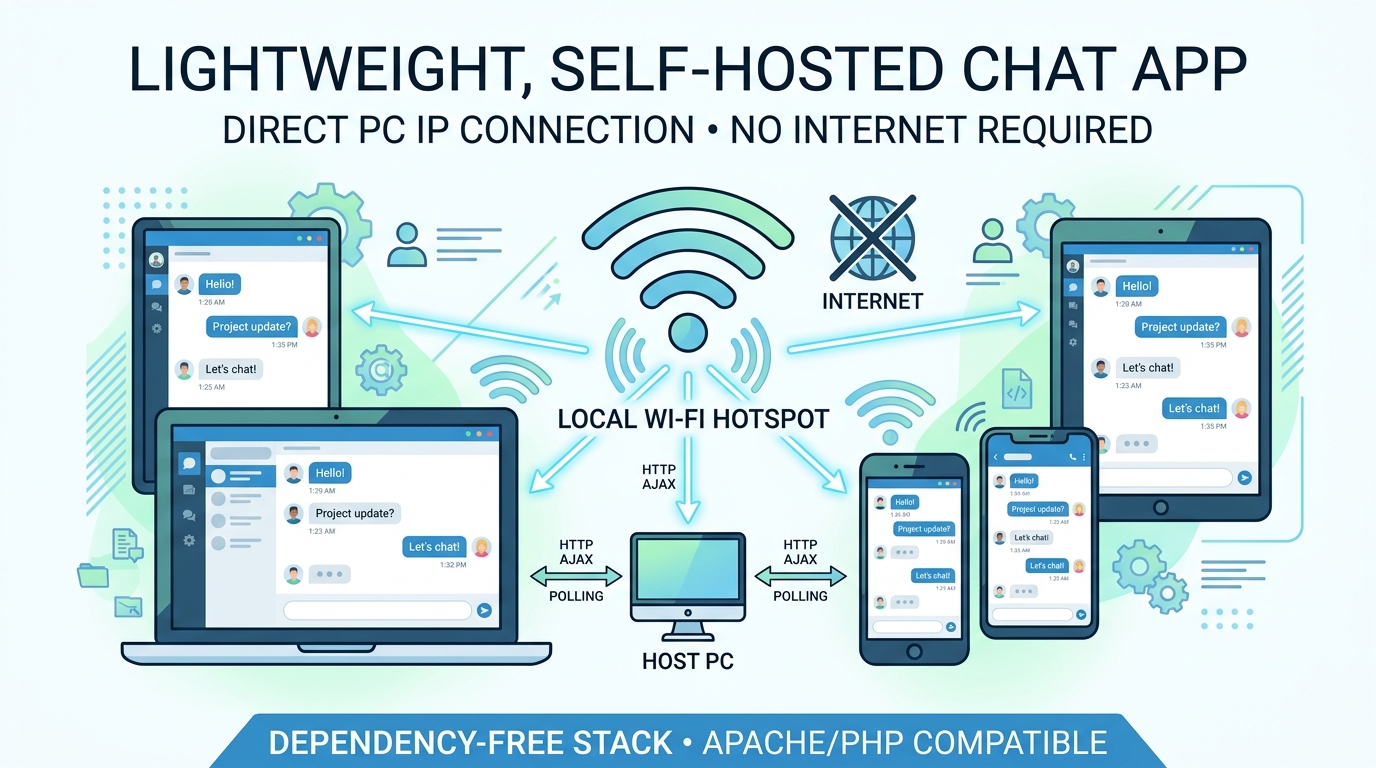 LIGHTWEIGHT, SELF-HOSTED CHAT APP
DIRECT PC IP CONNECTION • NO INTERNET REQUIRED
INTERNET
LOCAL WI-FI HOTSPOT
HTTP
AJAX
HTTP
AJAX
POLLING
HTTP
AJAX
POLLING
HOST PC
Hello!
1:26 AM
Project update?
1:35 PM
Let's chat!
1:25 AM
Hello!
1:29 AM
Project update?
1:23 AM
Let's chat!
1:32 PM
Hello!
1:29 AM
Project update?
1:35 PM
Let's chat!
1:23 AM
Let's chat!
1:35 PM
Hello!
Project update?
Let's chat!
Hello!
Project update?
Let's chat!
Let's chat!
DEPENDENCY-FREE STACK • APACHE/PHP COMPATIBLE